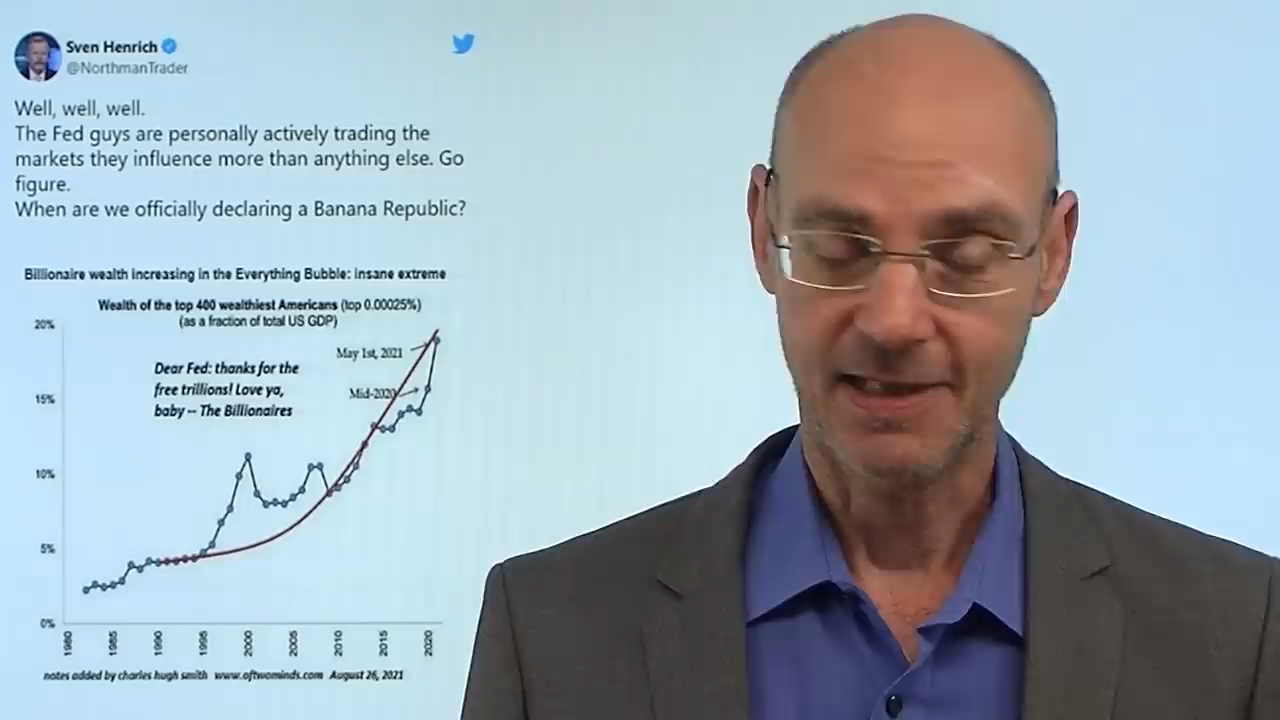 Sven Henrich
@NorthmanTrader
Well, well, well.
The Fed guys are personally actively trading the
markets they influence more than anything else. Go
figure.
When are we officially declaring a Banana Republic?
Billionaire wealth increasing in the Everything Bubble: insane extreme
Wealth of the top 400 wealthiest Americans (top 0.00025%)
(as a fraction of total US GDP)
20%
May 1st, 2021
Dear Fed: thanks for the
free trillions! Love ya,
baby -- The Billionaires
Mid-2020
15%
10%
5%
0%
1980 1985 1990 1995 2000 2005 2010 2015 2020
notes added by charles hugh smith www.oftwominds.com August 26, 2021